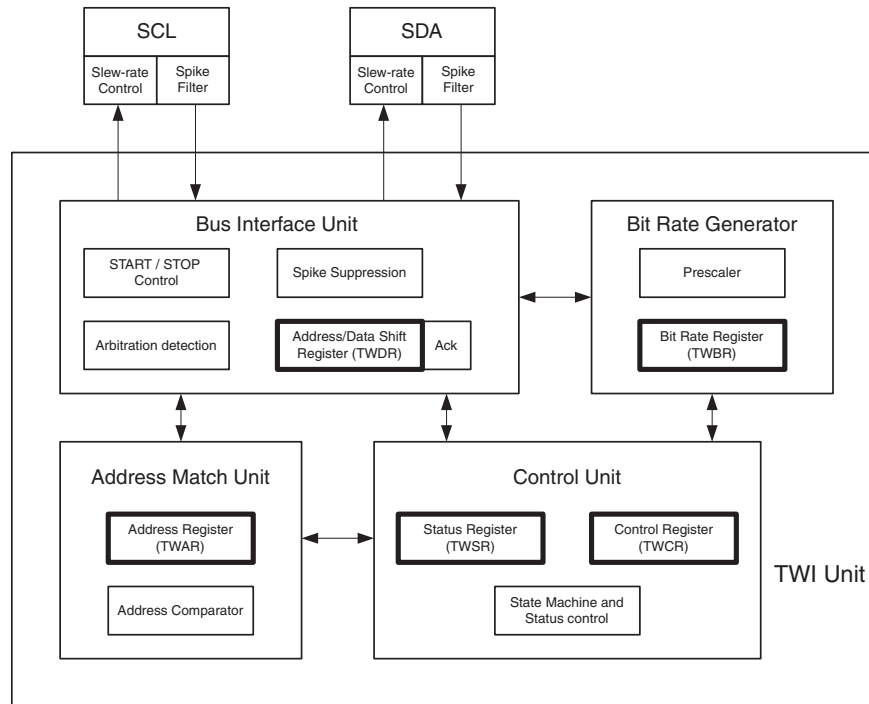 SCL
SDA
Slew-rate
Control
Spike
Filter
Slew-rate
Control
Spike
Filter
Bus Interface Unit
Bit Rate Generator
START / STOP
Control
Spike Suppression
Prescaler
Arbitration detection
Address/Data Shift
Register (TWDR)
Ack
Bit Rate Register
(TWBR)
Address Match Unit
Control Unit
Address Register
(TWAR)
Status Register
(TWSR)
Control Register
(TWCR)
TWI Unit
Address Comparator
State Machine and
Status control